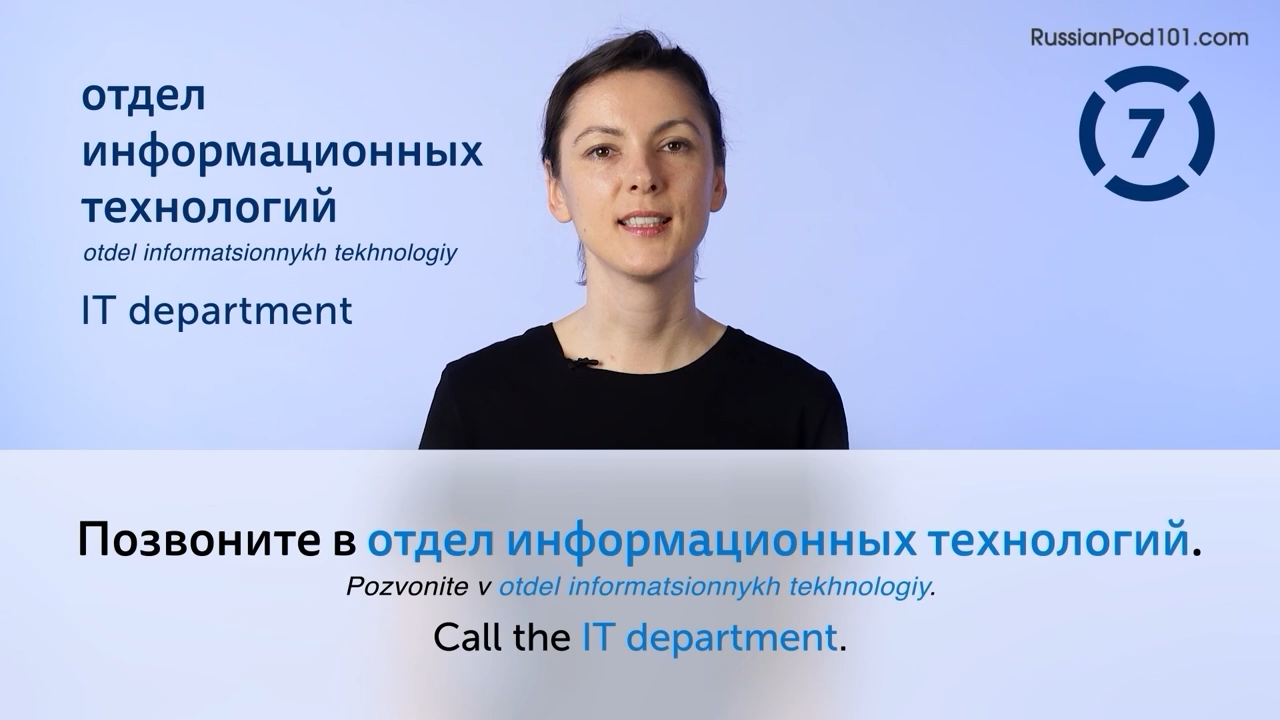 RussianPod101.com
7
отдел
информационных
технологий
otdel informatsionnykh tekhnologiy
IT department
Позвоните в отдел информационных технологий.
Pozvonite v otdel informatsionnykh tekhnologiy.
Call the IT department.